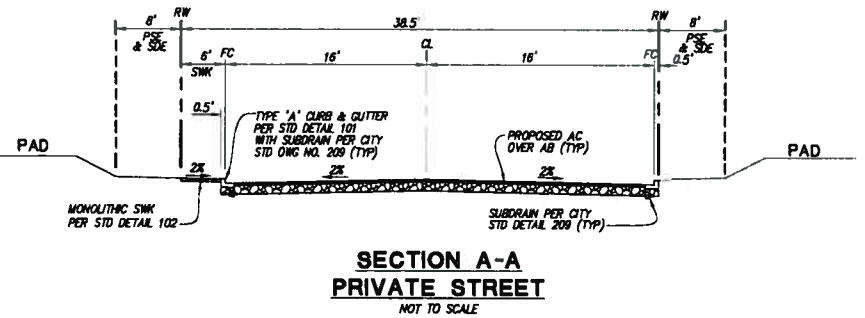 8' RW 38.5' RW 8'
PSE & SDE 6' FC 16' CL 16' FC PSE & SDE
SWK 0.5'
0.5'
TYPE "A" CURB & GUTTER
PER STD DETAIL 101
WITH SUBDRAIN PER CITY
STD DWG NO. 209 (TYP)
PROPOSED AC
OVER AB (TYP)
PAD
PAD
2% 2% 2%
MONOLITHIC SWK
PER STD DETAIL 102
SUBDRAIN PER CITY
STD DETAIL 209 (TYP)
SECTION A-A
PRIVATE STREET
NOT TO SCALE